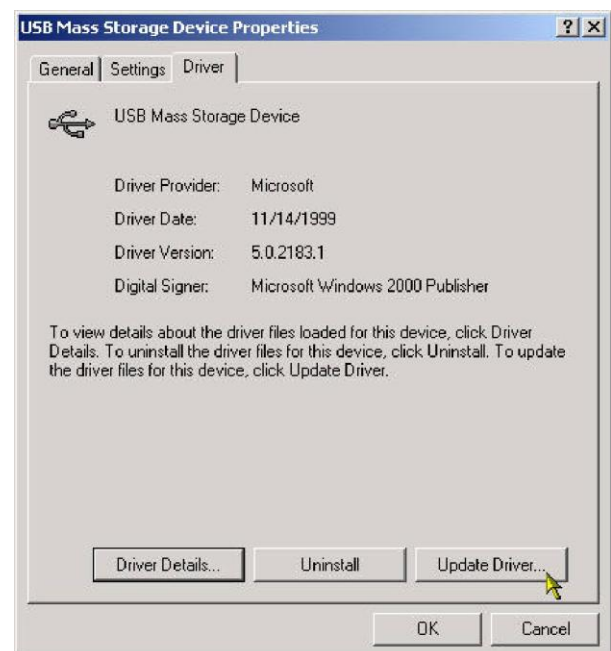 USB Mass Storage Device Properties
General Settings Driver
USB Mass Storage Device
Driver Provider: Microsoft
Driver Date: 11/14/1999
Driver Version: 5.0.2183.1
Digital Signer: Microsoft Windows 2000 Publisher
To view details about the driver files loaded for this device, click Driver
Details. To uninstall the driver files for this device, click Uninstall. To update
the driver files for this device, click Update Driver.
Driver Details... Uninstall Update Driver...
OK Cancel